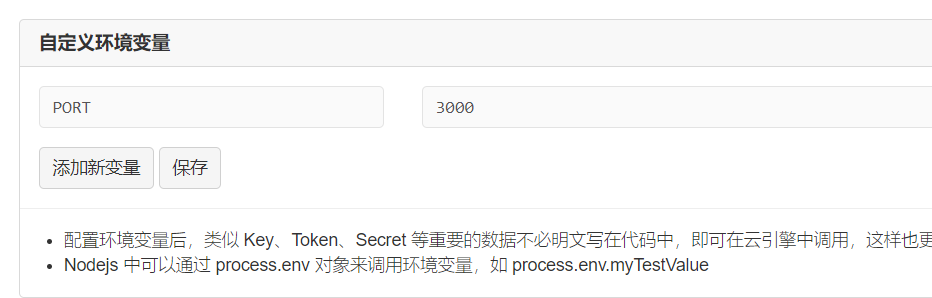 自定义环境变量
PORT 3000
添加新变量 保存
配置环境变量后，类似 Key、Token、Secret 等重要的数据不必明文写在代码中，即可在云引擎中调用，这样也更
Nodejs 中可以通过 process.env 对象来调用环境变量，如 process.env.myTestValue